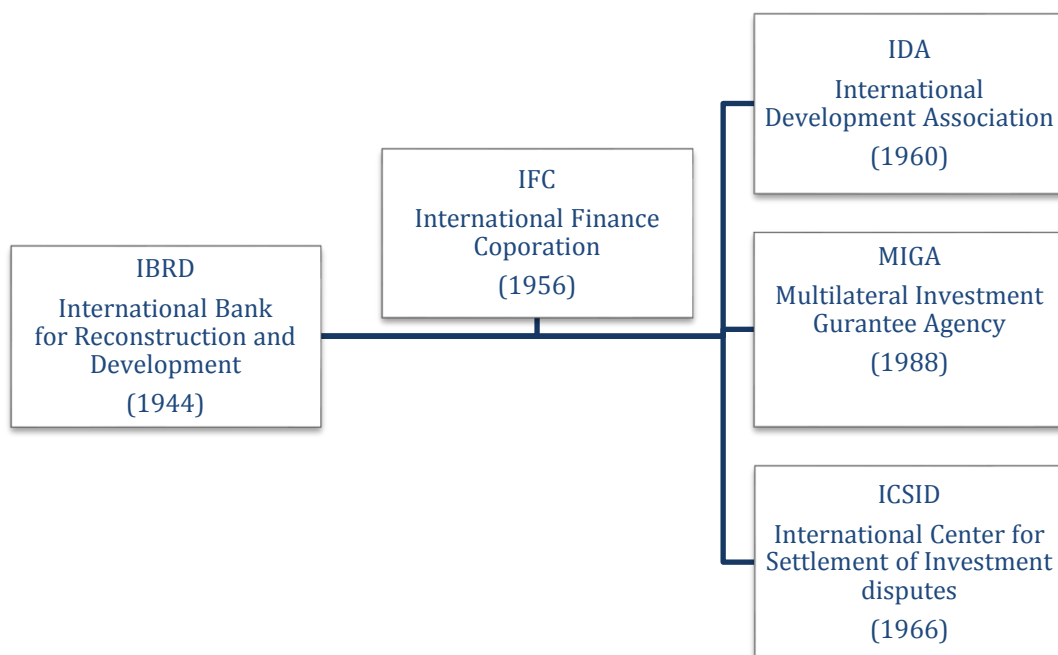 IBRD
International Bank
for Reconstruction and
Development
(1944)
IFC
International Finance
Coporation
(1956)
IDA
International
Development Association
(1960)
MIGA
Multilateral Investment
Gurantee Agency
(1988)
ICSID
International Center for
Settlement of Investment
disputes
(1966)